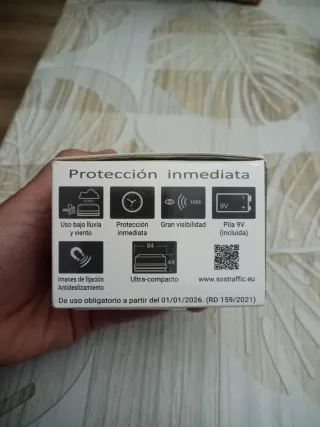 Protección inmediata
1KM
9V
Uso bajo lluvia
y viento
Protección
inmediata
Gran visibilidad
Pila 9V
(incluida)
84
44
Imanes de fijación
Antideslizamiento
Ultra-compacto
www.sostraffic.eu
De uso obligatorio a partir del 01/01/2026. (RD 159/2021)